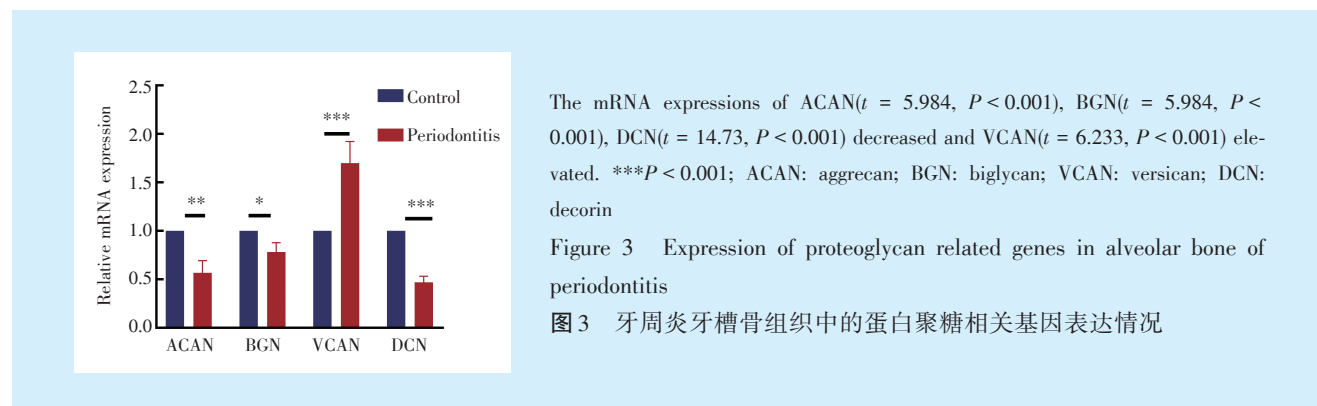 2.5
2.0
1.5
1.0
0.5
0.0
Relative mRNA expression
Control
Periodontitis
**
*
***
***
ACAN BGN VCAN DCN
The mRNA expressions of ACAN(t = 5.984, P < 0.001), BGN(t = 5.984, P <
0.001), DCN(t = 14.73, P < 0.001) decreased and VCAN(t = 6.233, P < 0.001) ele-
vated. ***P < 0.001; ACAN: aggrecan; BGN: biglycan; VCAN: versican; DCN:
decorin
Figure 3 Expression of proteoglycan related genes in alveolar bone of
periodontitis
图3 牙周炎牙槽骨组织中的蛋白聚糖相关基因表达情况